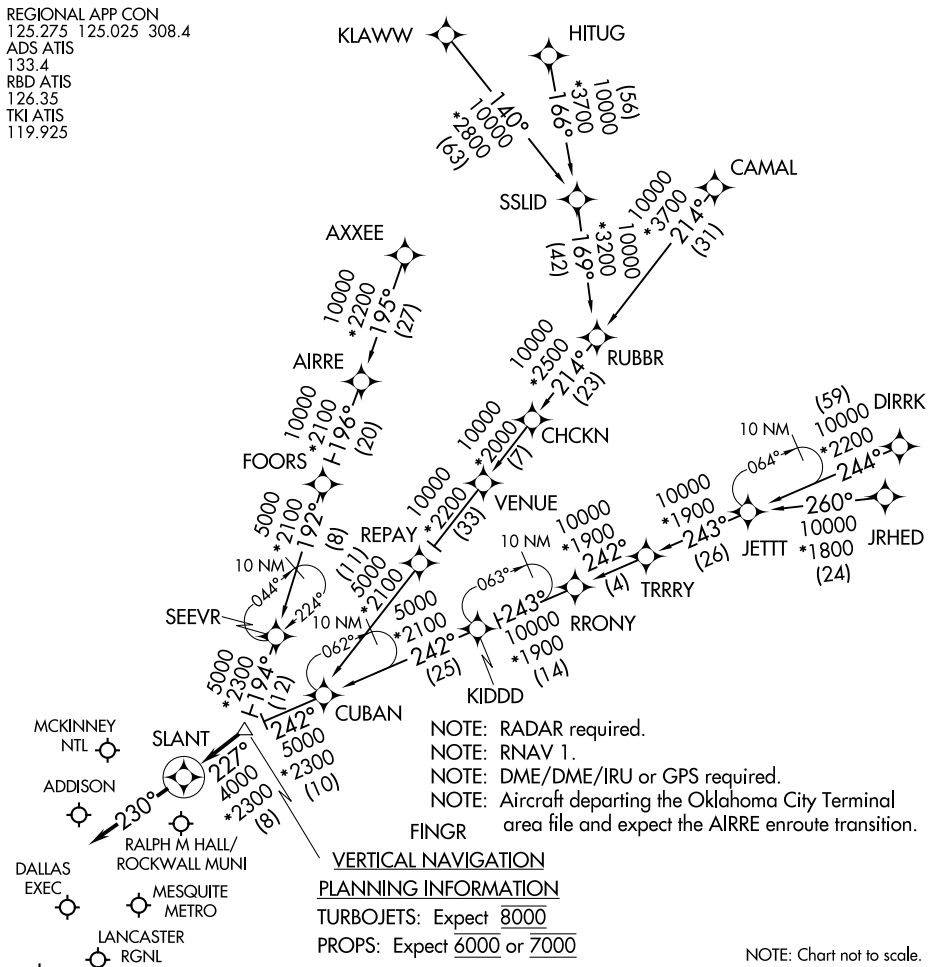 REGIONAL APP CON
125.275 125.025 308.4
ADS ATIS
133.4
RBD ATIS
126.35
TKI ATIS
119.925
KLAWW
HITUG
140°
10000
*2800
(63)
(56)
10000
*3700
166°
SSLID
CAMAL
10000
*3700
214°
(31)
10000
*3200
169°
(42)
AXXEE
10000
*2200
195°
(27)
RUBBR
AIRRE
10000
*2500
214°
(23)
10000
*2100
196°
(20)
CHCKN
10000
*2000
(7)
FOORS
VENUE
10000
*2200
(33)
5000
*2100
192°
(8)
REPAY
(11)
5000
*2100
DIRRK
(59)
10000
*2200
244°
10 NM
064°
260°
10000
*1800
(24)
JRHED
JETTT
10000
*1900
243°
(26)
TRRRY
10000
*1900
242°
(4)
RRONY
10 NM
063°
243°
10000
*1900
(14)
KIDDD
5000
*2100
242°
(25)
10 NM
044°
224°
SEEVR
10 NM
062°
CUBAN
5000
*2300
194°
(12)
242°
5000
*2300
(10)
MCKINNEY
NTL
SLANT
227°
4000
*2300
(8)
ADDISON
230°
RALPH M HALL/
ROCKWALL MUNI
DALLAS
EXEC
MESQUITE
METRO
LANCASTER
RGNL
NOTE: RADAR required.
NOTE: RNAV 1.
NOTE: DME/DME/IRU or GPS required.
NOTE: Aircraft departing the Oklahoma City Terminal
area file and expect the AIRRE enroute transition.
FINGR
VERTICAL NAVIGATION
PLANNING INFORMATION
TURBOJETS: Expect 8000
PROPS: Expect 6000 or 7000
NOTE: Chart not to scale.